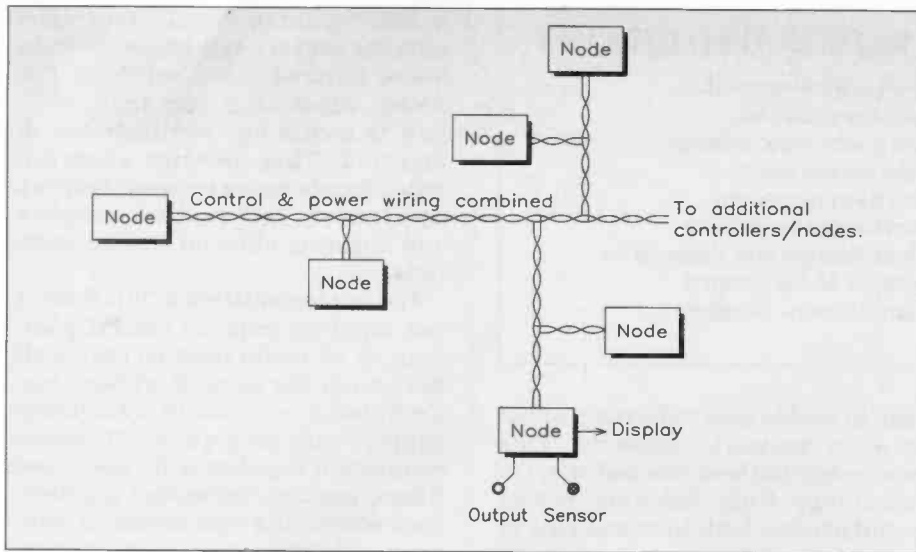 Node
Node
Control & power wiring combined
Node
To additional
controllers/nodes.
Node
Node
Node
Display
Output Sensor